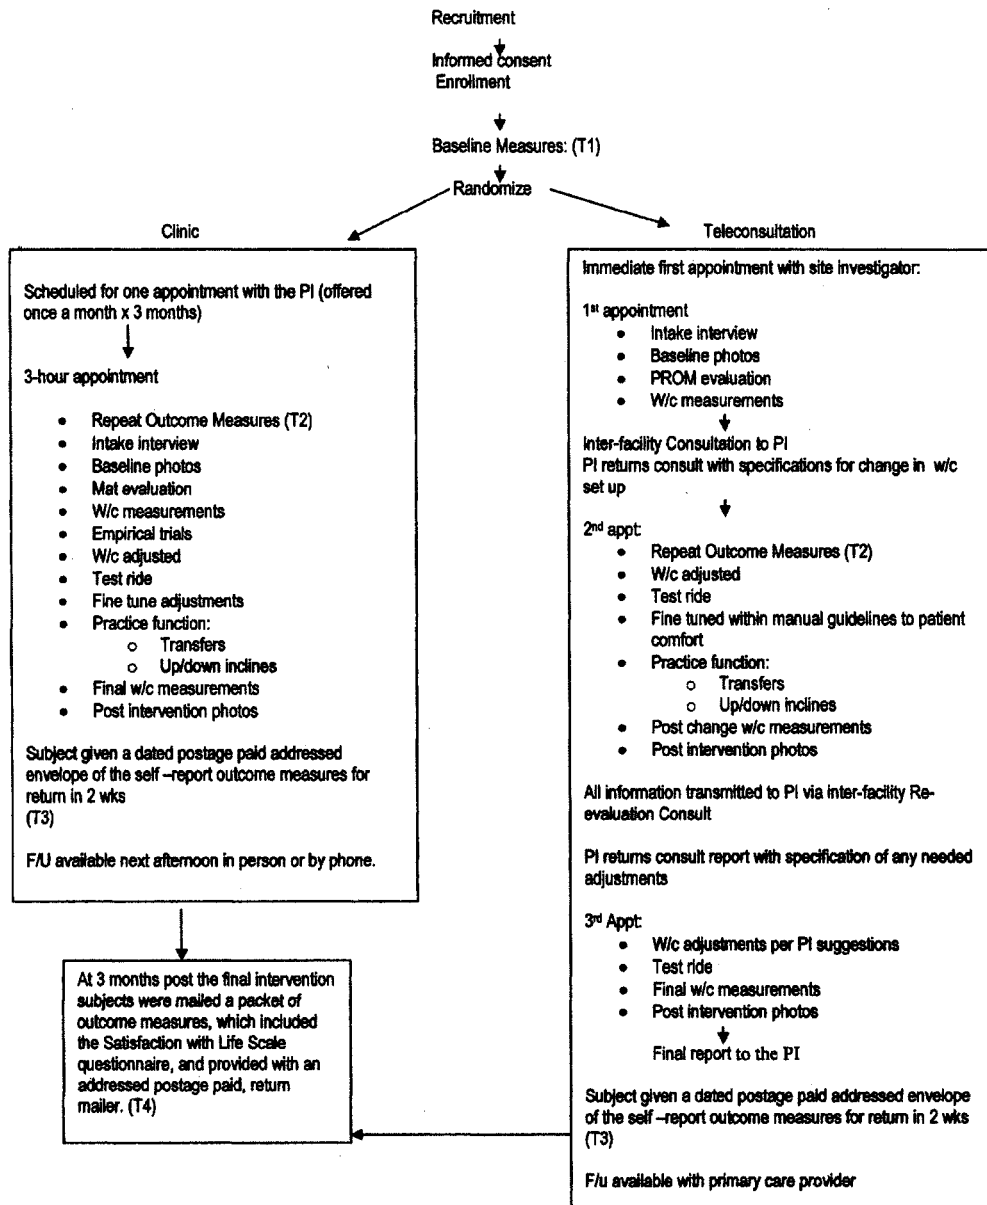 Recruitment
Informed consent
Enrollment
Baseline Measures: (T1)
Randomize
Clinic
Scheduled for one appointment with the PI (offered
once a month x 3 months)
3-hour appointment
• Repeat Outcome Measures (T2)
• Intake interview
• Baseline photos
• Mat evaluation
• W/c measurements
• Empirical trials
• W/c adjusted
• Test ride
• Fine tune adjustments
• Practice function:
o Transfers
o Up/down inclines
• Final w/c measurements
• Post intervention photos
Subject given a dated postage paid addressed
envelope of the self –report outcome measures for
return in 2 wks
(T3)
F/U available next afternoon in person or by phone.
At 3 months post the final intervention
subjects were mailed a packet of
outcome measures, which included
the Satisfaction with Life Scale
questionnaire, and provided with an
addressed postage paid, return
mailer. (T4)
Teleconsultation
Immediate first appointment with site investigator:
1st appointment
• Intake interview
• Baseline photos
• PROM evaluation
• W/c measurements
Inter-facility Consultation to PI
PI returns consult with specifications for change in w/c
set up
2nd appt:
• Repeat Outcome Measures (T2)
• W/c adjusted
• Test ride
• Fine tuned within manual guidelines to patient
comfort
• Practice function:
o Transfers
o Up/down inclines
• Post change w/c measurements
• Post intervention photos
All information transmitted to PI via inter-facility Re-
evaluation Consult
PI returns consult report with specification of any needed
adjustments
3rd Appt:
• W/c adjustments per PI suggestions
• Test ride
• Final w/c measurements
• Post intervention photos
Final report to the PI
Subject given a dated postage paid addressed envelope
of the self –report outcome measures for return in 2 wks
(T3)
F/u available with primary care provider